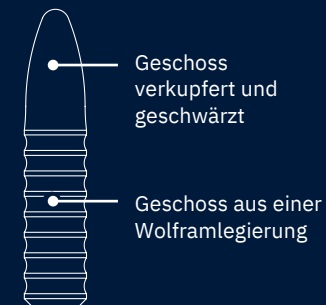 Geschoss
verkupfert und
geschwärzt
Geschoss aus einer
Wolframlegierung